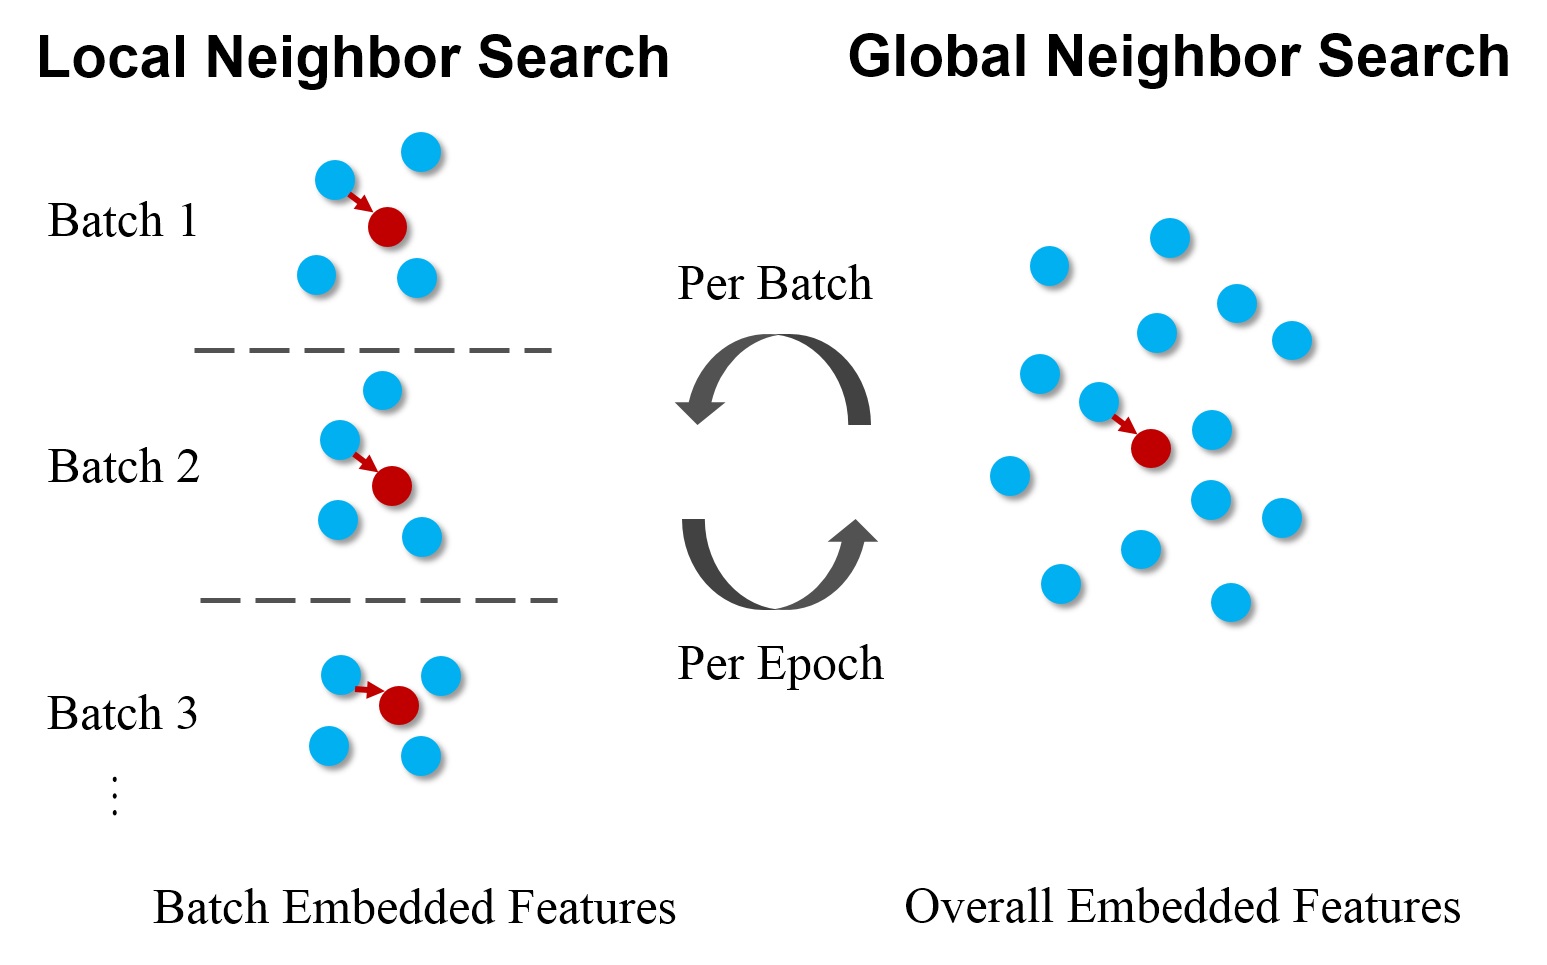 Local Neighbor Search
Global Neighbor Search
Batch 1
Per Batch
Batch 2
Per Epoch
Batch 3
⋮
Batch Embedded Features
Overall Embedded Features